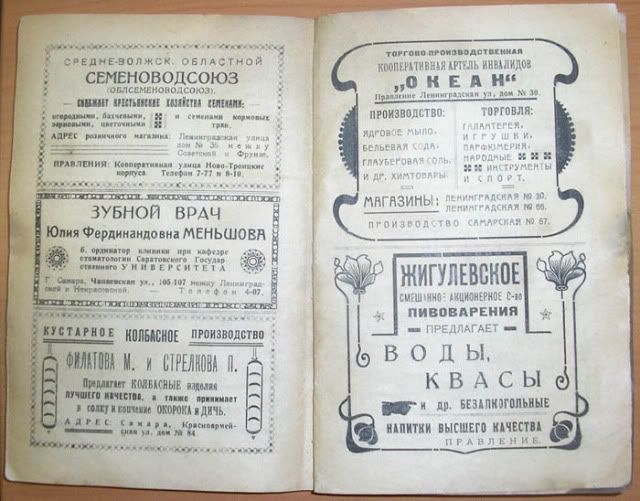 СРЕДНЕ-ВОЛЖСК. ОБЛАСТНОЙ
СЕМЕНОВОДСОЮЗ
(ОБЛСЕМЕНОВОДСОЮЗ).
СНАБЖАЕТ КРЕСТЬЯНСКИЕ ХОЗЯЙСТВА СЕМЕНАМИ:
огородными, бахчевыми, и семенами кормовых
зерновыми, цветочными трав.
АДРЕС розничного магазина: Ленинградская улица
дом № 36 между
Советской и Фрунзе.
ПРАВЛЕНИЯ: Кооперативная улица Ново-Троицкие
корпуса. Телефон 7-77 и 8-10.
ЗУБНОЙ ВРАЧ
Юлия Фердинандовна МЕНЬШОВА
б. ординатор клиники при кафедре
стоматологии Саратовского Государ-
ственного УНИВЕРСИТЕТА
Г. Самара, Чапаевская ул., 105-107 между Ленинград-
ской и Некрасовской. Телефон 4-07.
КУСТАРНОЕ КОЛБАСНОЕ ПРОИЗВОДСТВО
ФИЛАТОВА М. и СТРЕЛКОВА П.
Предлагает КОЛБАСНЫЕ изделия
ЛУЧШЕГО КАЧЕСТВА, а также принимает
в солку и копчение ОКОРОКА и ДИЧЬ.
АДРЕС: Самара, Красноармей-
ская ул. дом № 84.
ТОРГОВО-ПРОИЗВОДСТВЕННАЯ
КООПЕРАТИВНАЯ АРТЕЛЬ ИНВАЛИДОВ
„ОКЕАН"
Правление Ленинградская ул, дом № 30.
ПРОИЗВОДСТВО:
ЯДРОВОЕ МЫЛО,
БЕЛЬЕВАЯ СОДА,
ГЛАУБЕРОВАЯ СОЛЬ,
И ДР. ХИМТОВАРЫ.
ТОРГОВЛЯ:
ГАЛАНТЕРЕЯ,
ИГРУШКИ,
ПАРФЮМЕРИЯ,
НАРОДНЫЕ
ИНСТРУМЕНТЫ
И СПОРТ.
МАГАЗИНЫ: ЛЕНИНГРАДСКАЯ № 30,
ЛЕНИНГРАДСКАЯ № 66.
ПРОИЗВОДСТВО САМАРСКАЯ № 67.
ЖИГУЛЕВСКОЕ
СМЕШАННОЕ АКЦИОНЕРНОЕ С-во
ПИВОВАРЕНИЯ
ПРЕДЛАГАЕТ
ВОДЫ,
КВАСЫ
и др. БЕЗАЛКОГОЛЬНЫЕ
НАПИТКИ ВЫСШЕГО КАЧЕСТВА
ПРАВЛЕНИЕ.